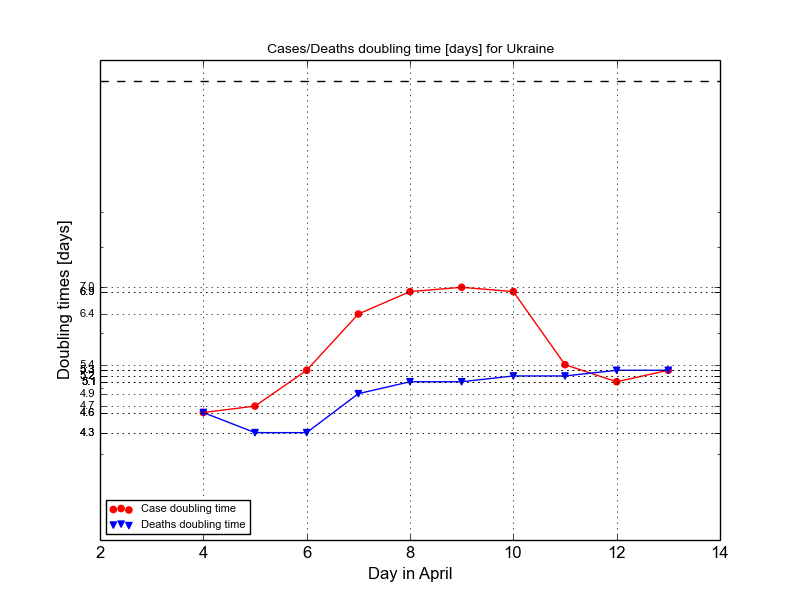 Cases/Deaths doubling time [days] for Ukraine
Doubling times [days]
7.0
6.9
6.4
5.4
5.3
5.2
5.1
4.9
4.7
4.6
4.3
Case doubling time
Deaths doubling time
2 4 6 8 10 12 14
Day in April